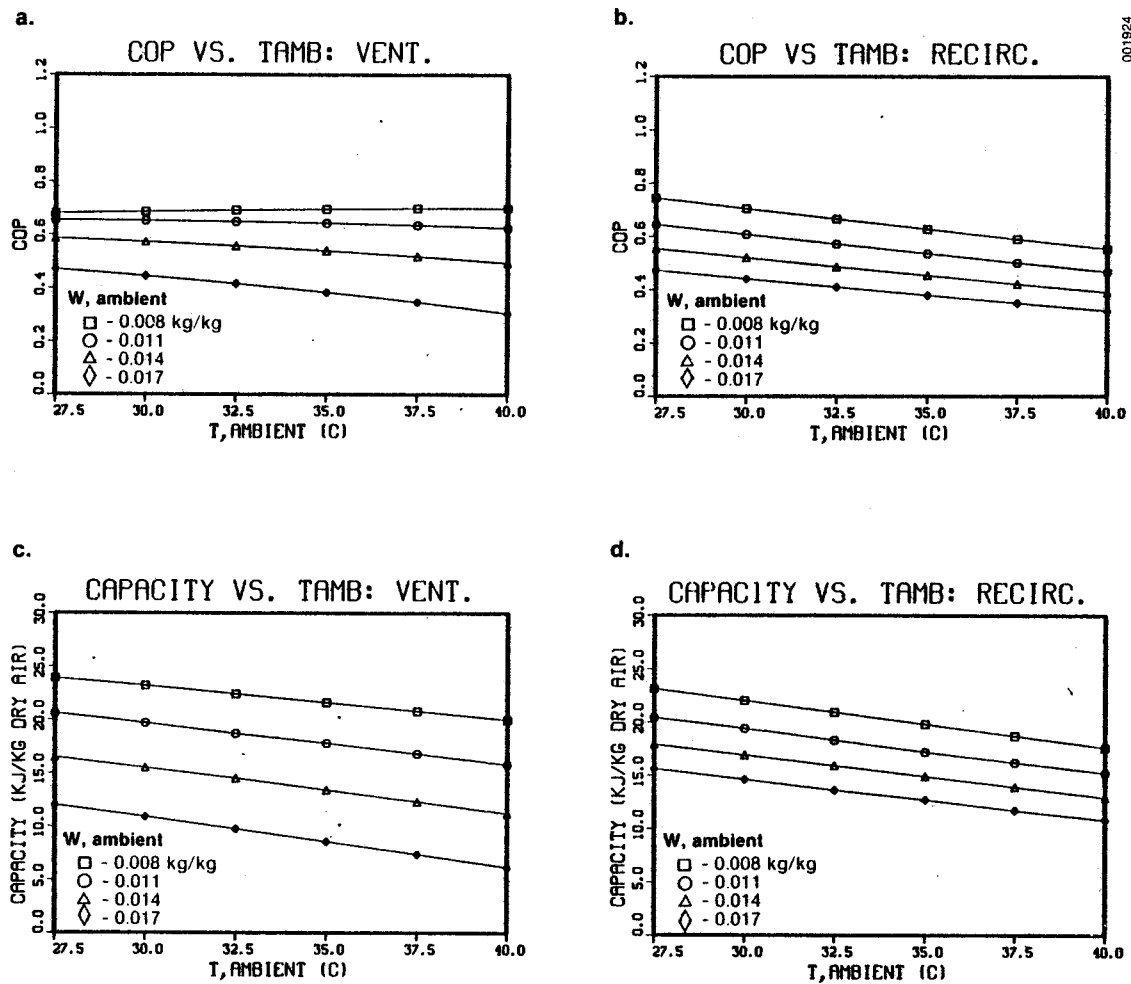 a.
COP VS. TAMB: VENT.
1.2
1.0
0.8
0.6
0.4
0.2
0.0
COP
W, ambient
- 0.008 kg/kg
- 0.011
- 0.014
- 0.017
27.5 30.0 32.5 35.0 37.5 40.0
T,AMBIENT (C)
b.
001924
COP VS TAMB: RECIRC.
1.2
1.0
0.8
0.6
0.4
0.2
0.0
COP
W, ambient
- 0.008 kg/kg
- 0.011
- 0.014
- 0.017
27.5 30.0 32.5 35.0 37.5 40.0
T,AMBIENT (C)
c.
CAPACITY VS. TAMB: VENT.
30.0
25.0
20.0
15.0
10.0
5.0
0.0
CAPACITY (KJ/KG DRY AIR)
W, ambient
- 0.008 kg/kg
- 0.011
- 0.014
- 0.017
27.5 30.0 32.5 35.0 37.5 40.0
T,AMBIENT (C)
d.
CAPACITY VS. TAMB: RECIRC.
30.0
25.0
20.0
15.0
10.0
5.0
0.0
CAPACITY (KJ/KG DRY AIR)
W, ambient
- 0.008 kg/kg
- 0.011
- 0.014
- 0.017
27.5 30.0 32.5 35.0 37.5 40.0
T,AMBIENT (C)